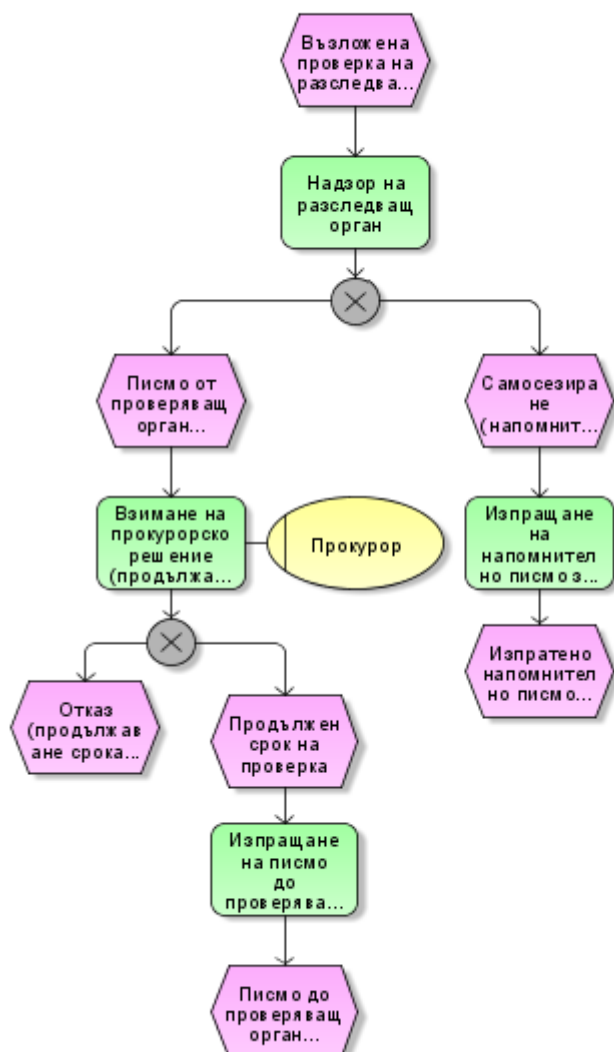 Възложена
проверка на
разследва...
Надзор на
разследващ
орган
Писмо от
проверяващ
орган...
Самосезира
не
(напомнит...
Взимане на
прокурорско
решение
(продължа...
Прокурор
Изпращане
на
напомнител
но писмо з...
Отказ
(продължав
ане срока...
Продължен
срок на
проверка
Изпратено
напомнител
но писмо...
Изпращане
на писмо
до
проверява...
Писмо до
проверяващ
орган...